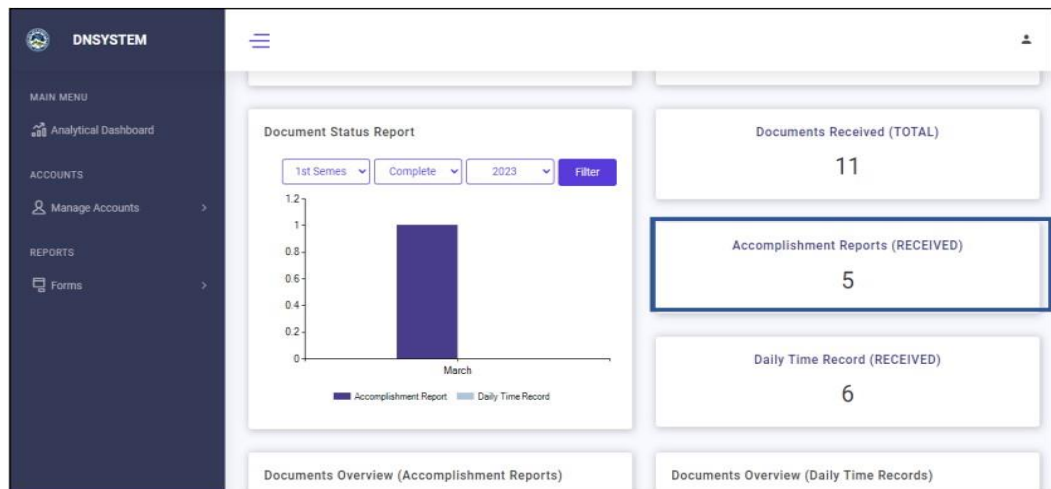 DNSYSTEM
MAIN MENU
Analytical Dashboard
ACCOUNTS
Manage Accounts
REPORTS
Forms
Document Status Report
1st Semes
Complete
2023
Filter
1.2
1
0.8
0.6
0.4
0.2
0
March
Accomplishment Report
Daily Time Record
Documents Received (TOTAL)
11
Accomplishment Reports (RECEIVED)
5
Daily Time Record (RECEIVED)
6
Documents Overview (Accomplishment Reports)
Documents Overview (Daily Time Records)